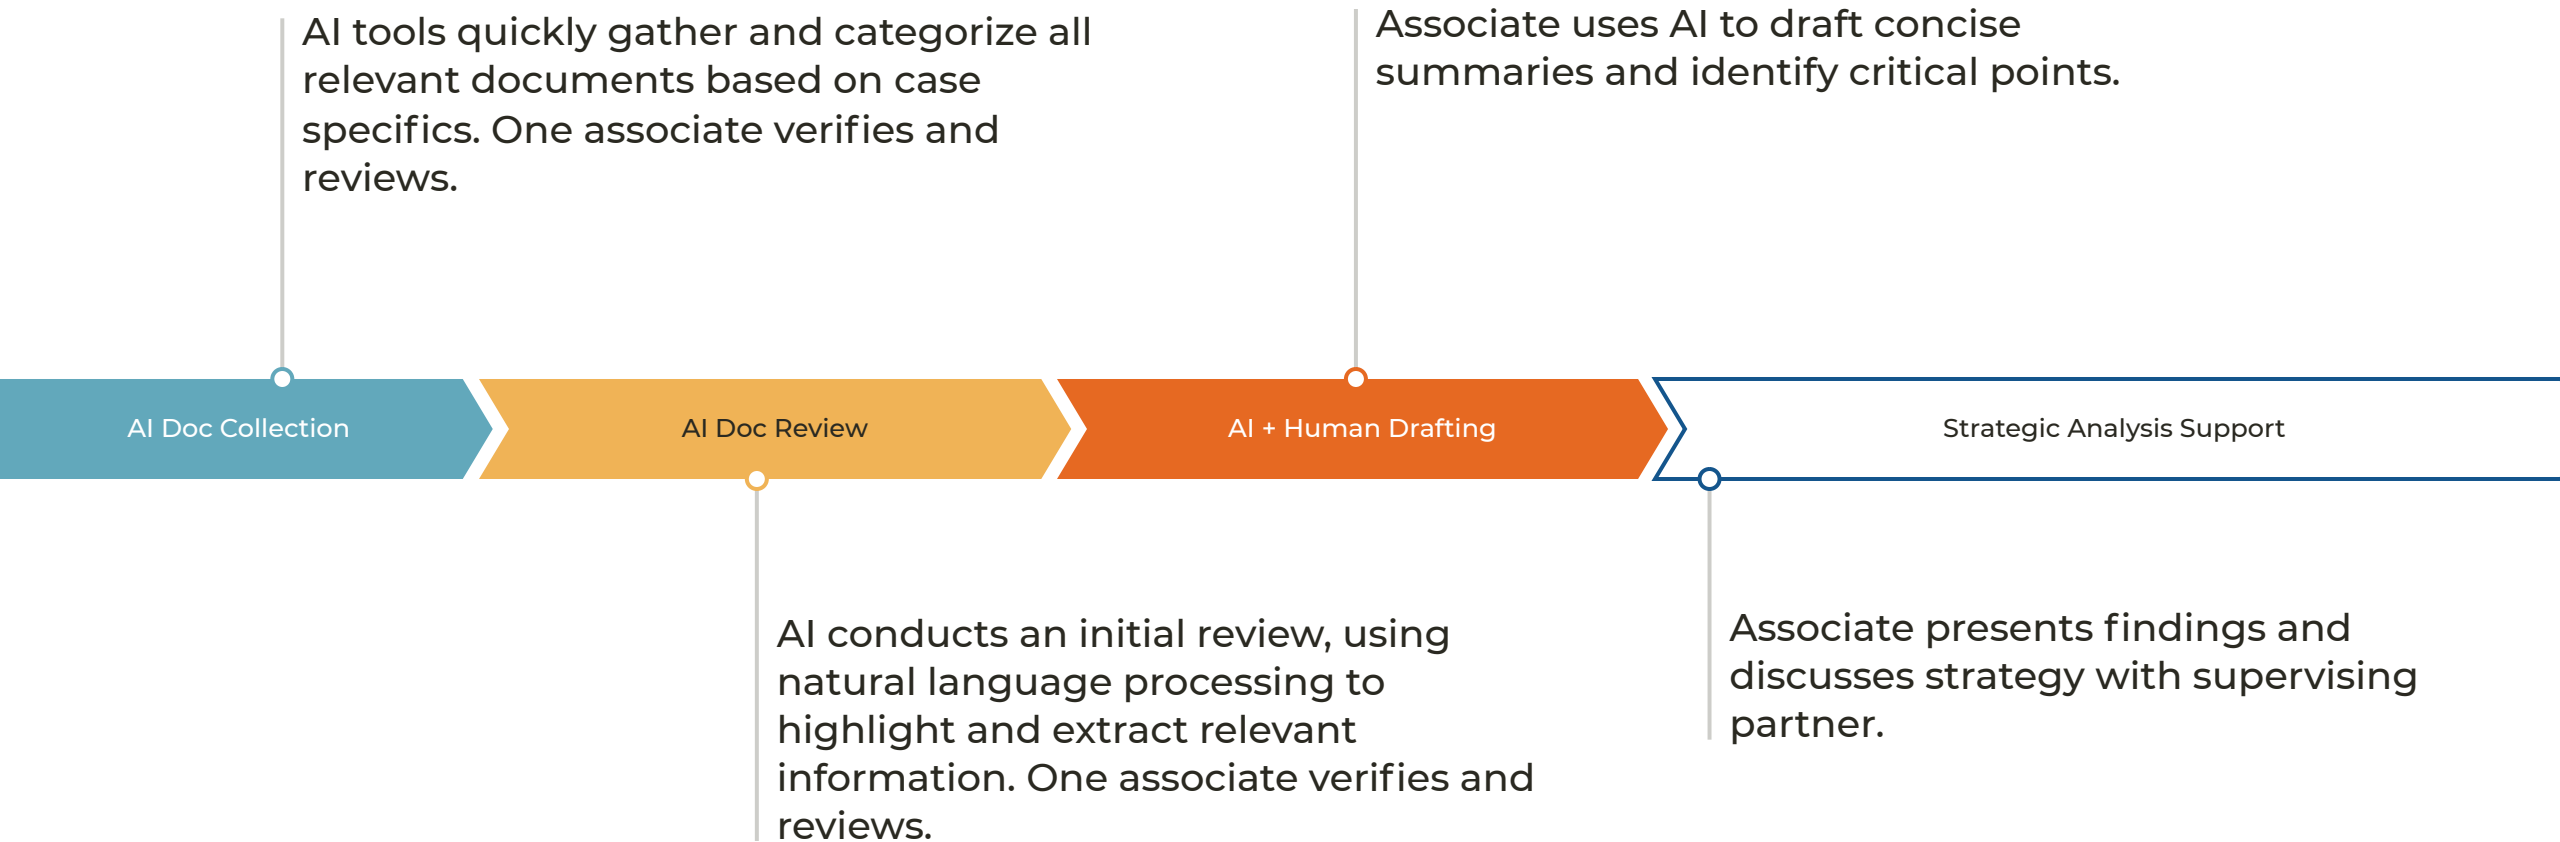 AI tools quickly gather and categorize all
relevant documents based on case
specifics. One associate verifies and
reviews.
Associate uses AI to draft concise
summaries and identify critical points.
AI Doc Collection
AI Doc Review
AI + Human Drafting
Strategic Analysis Support
AI conducts an initial review, using
natural language processing to
highlight and extract relevant
information. One associate verifies and
reviews.
Associate presents findings and
discusses strategy with supervising
partner.